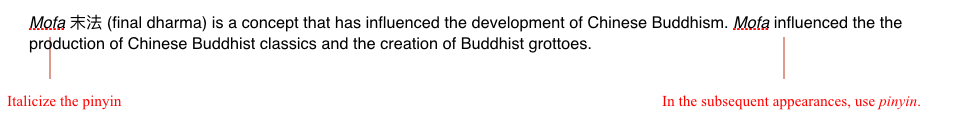 Mofa 末法 (final dharma) is a concept that has influenced the development of Chinese Buddhism. Mofa influenced the the
production of Chinese Buddhist classics and the creation of Buddhist grottoes.
Italicize the pinyin
In the subsequent appearances, use pinyin.